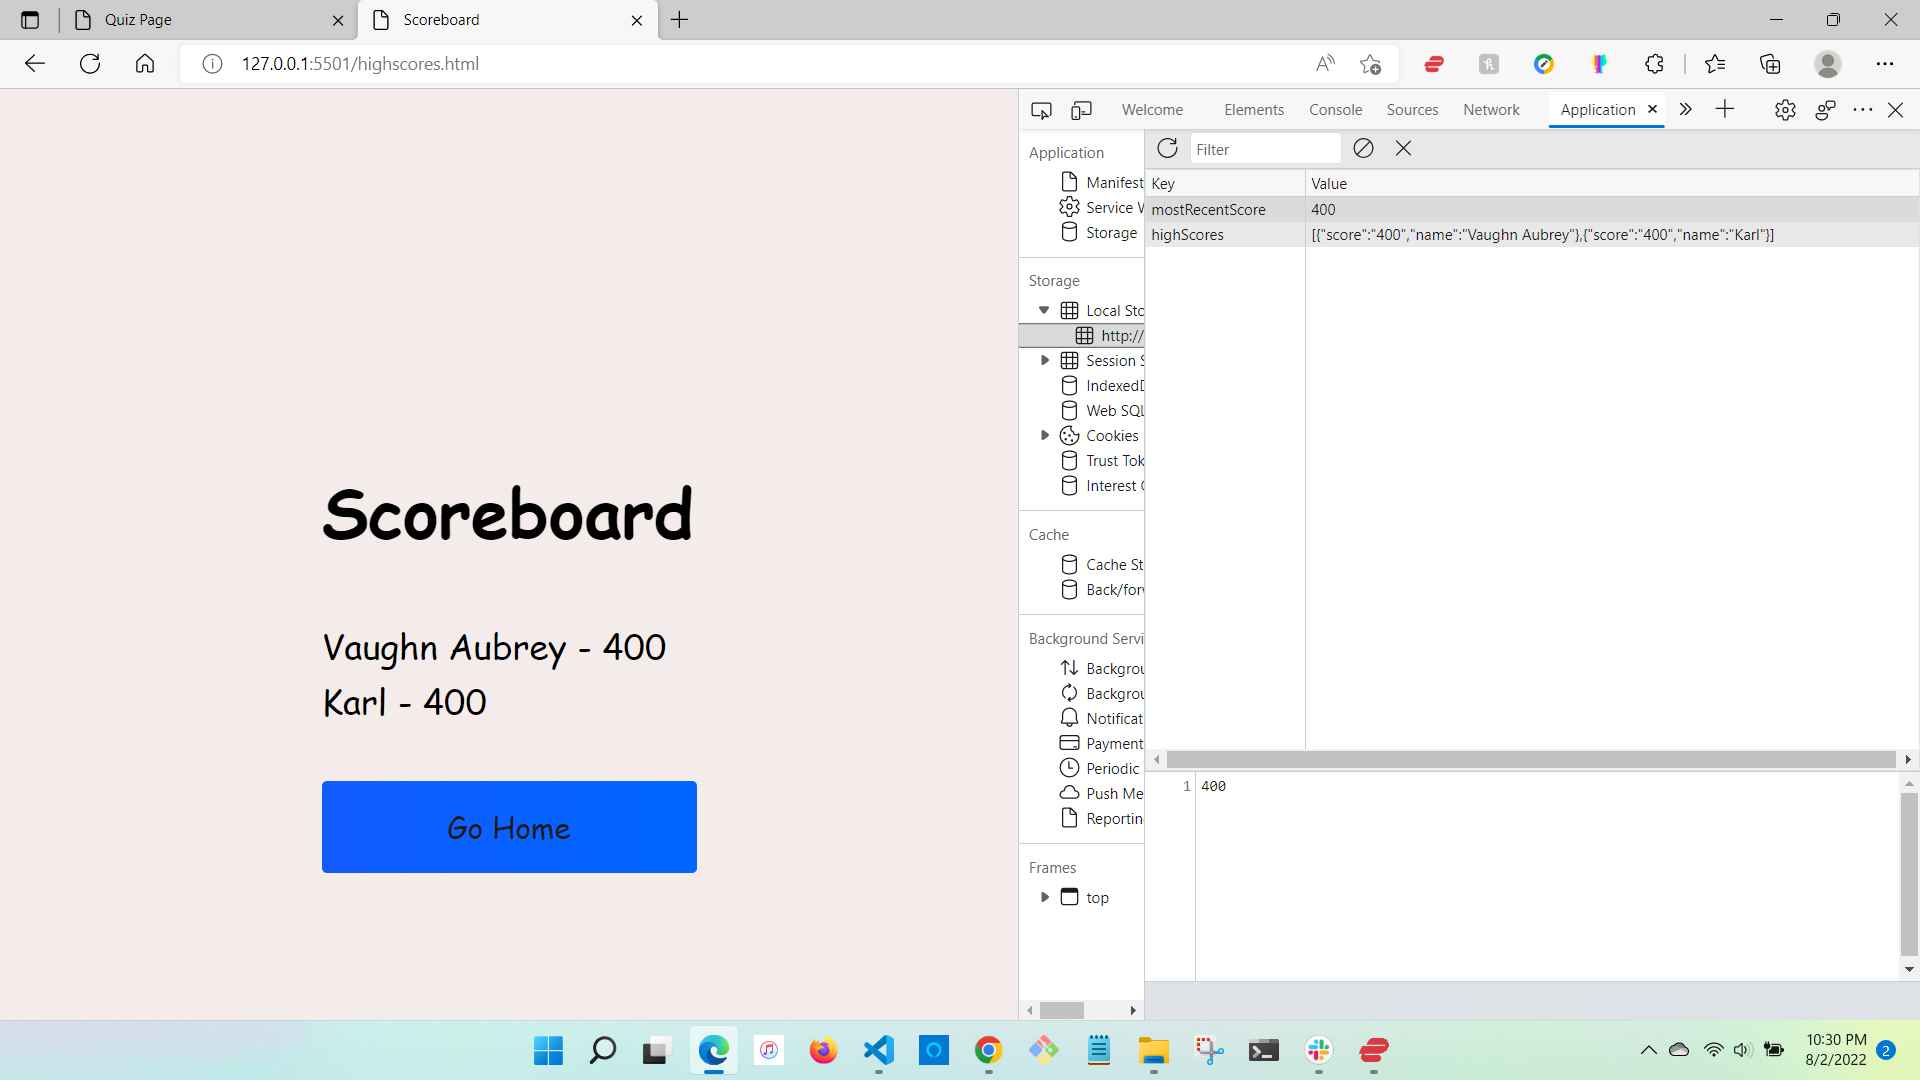 Quiz Page
Scoreboard
127.0.0.1:5501/highscores.html
Welcome
Elements
Console
Sources
Network
Application
Application
Manifest
Service W
Storage
Storage
Local Sto
http://
Session S
IndexedD
Web SQL
Cookies
Trust Tok
Interest G
Cache
Cache St
Back/forw
Background Servi
Backgrou
Backgrou
Notificat
Payment
Periodic
Push Me
Reportin
Frames
top
Filter
Key Value
mostRecentScore 400
highScores [{"score":"400","name":"Vaughn Aubrey"},{"score":"400","name":"Karl"}]
1 400
Scoreboard
Vaughn Aubrey - 400
Karl - 400
Go Home
10:30 PM
8/2/2022
2